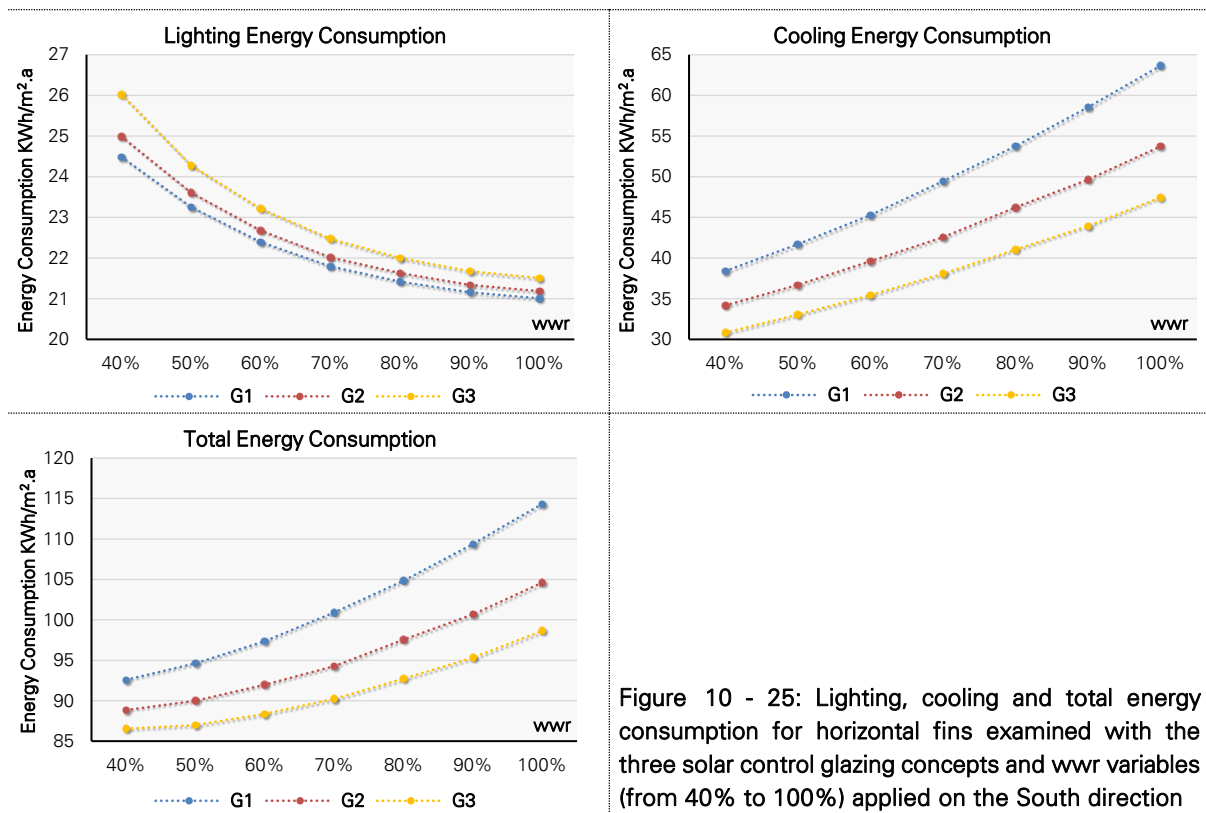 Lighting Energy Consumption
Energy Consumption KWh/m².a
27
26
25
24
23
22
21
20
wwr
40% 50% 60% 70% 80% 90% 100%
G1 G2 G3
Cooling Energy Consumption
Energy Consumption KWh/m².a
65
60
55
50
45
40
35
30
wwr
40% 50% 60% 70% 80% 90% 100%
G1 G2 G3
Total Energy Consumption
Energy Consumption KWh/m².a
120
115
110
105
100
95
90
85
wwr
40% 50% 60% 70% 80% 90% 100%
G1 G2 G3
Figure 10 - 25: Lighting, cooling and total energy
consumption for horizontal fins examined with the
three solar control glazing concepts and wwr variables
(from 40% to 100%) applied on the South direction